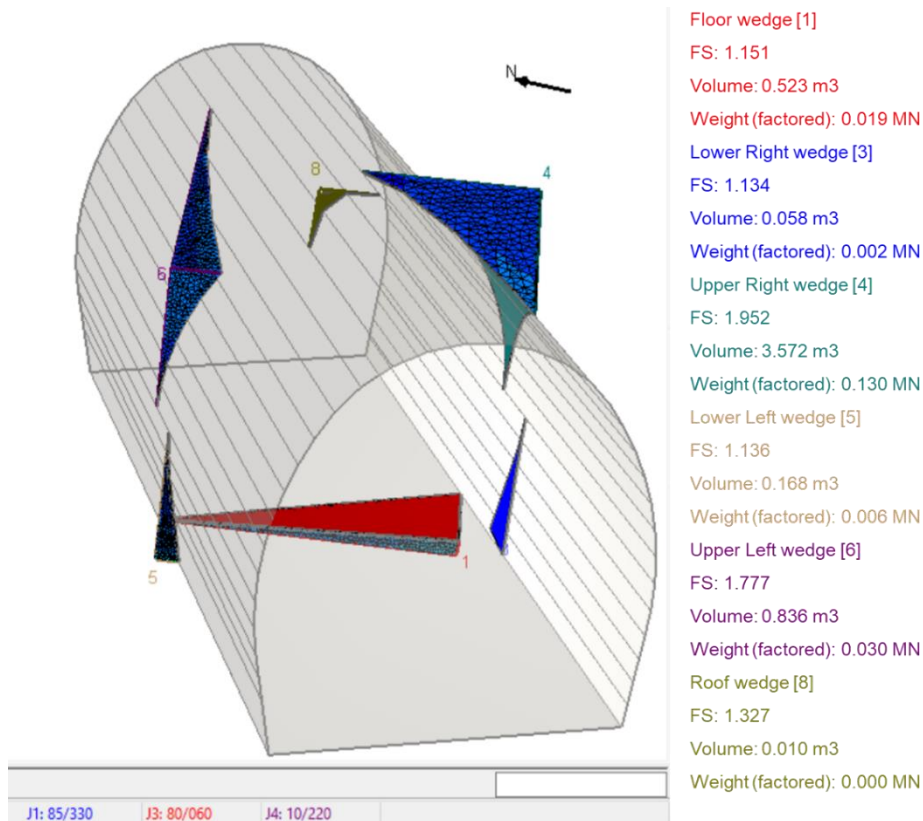 N
8
4
6
5
1
3
Floor wedge [1]
FS: 1.151
Volume: 0.523 m3
Weight (factored): 0.019 MN
Lower Right wedge [3]
FS: 1.134
Volume: 0.058 m3
Weight (factored): 0.002 MN
Upper Right wedge [4]
FS: 1.952
Volume: 3.572 m3
Weight (factored): 0.130 MN
Lower Left wedge [5]
FS: 1.136
Volume: 0.168 m3
Weight (factored): 0.006 MN
Upper Left wedge [6]
FS: 1.777
Volume: 0.836 m3
Weight (factored): 0.030 MN
Roof wedge [8]
FS: 1.327
Volume: 0.010 m3
Weight (factored): 0.000 MN
J1: 85/330 J3: 80/060 J4: 10/220